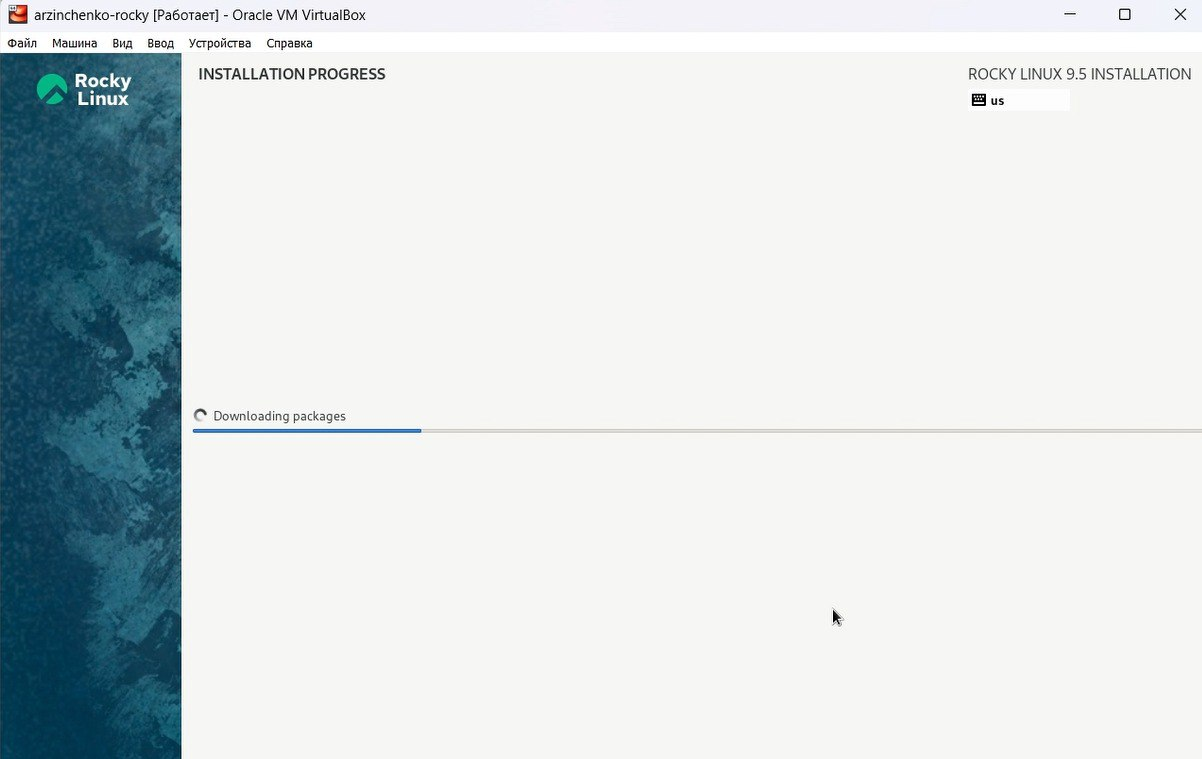 arzinchenko-rocky [Работает] - Oracle VM VirtualBox
Файл Машина Вид Ввод Устройства Справка
Rocky
Linux
INSTALLATION PROGRESS
ROCKY LINUX 9.5 INSTALLATION
us
Downloading packages